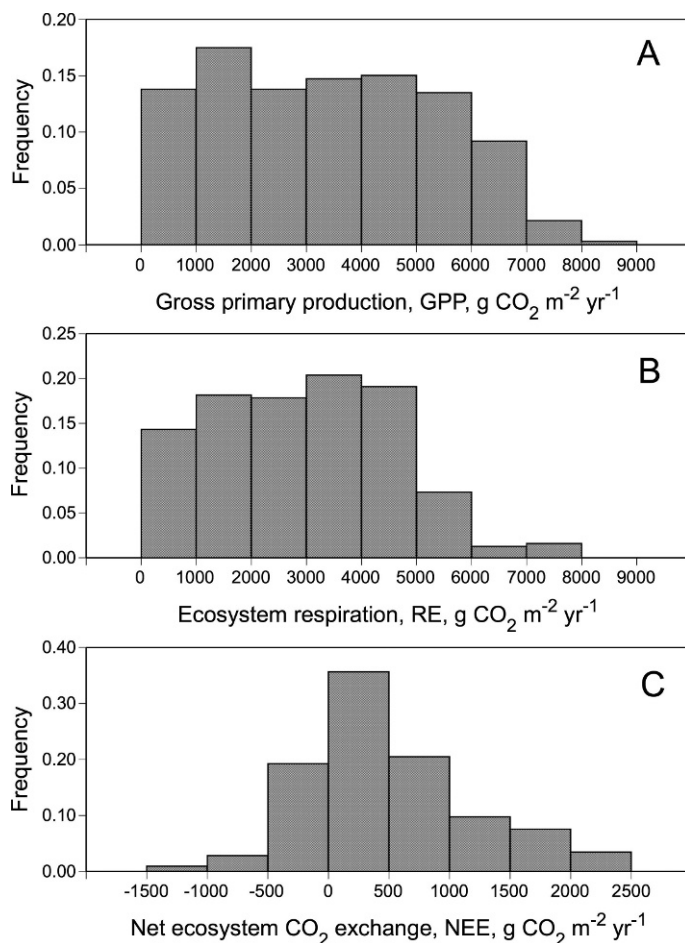 0.20
A
0.15
0.10
0.05
0.00
Frequency
0 1000 2000 3000 4000 5000 6000 7000 8000 9000
Gross primary production, GPP, g CO₂ m⁻² yr⁻¹
0.25
B
0.20
0.15
0.10
0.05
0.00
Frequency
0 1000 2000 3000 4000 5000 6000 7000 8000 9000
Ecosystem respiration, RE, g CO₂ m⁻² yr⁻¹
0.40
C
0.30
0.20
0.10
0.00
Frequency
-1500 -1000 -500 0 500 1000 1500 2000 2500
Net ecosystem CO₂ exchange, NEE, g CO₂ m⁻² yr⁻¹